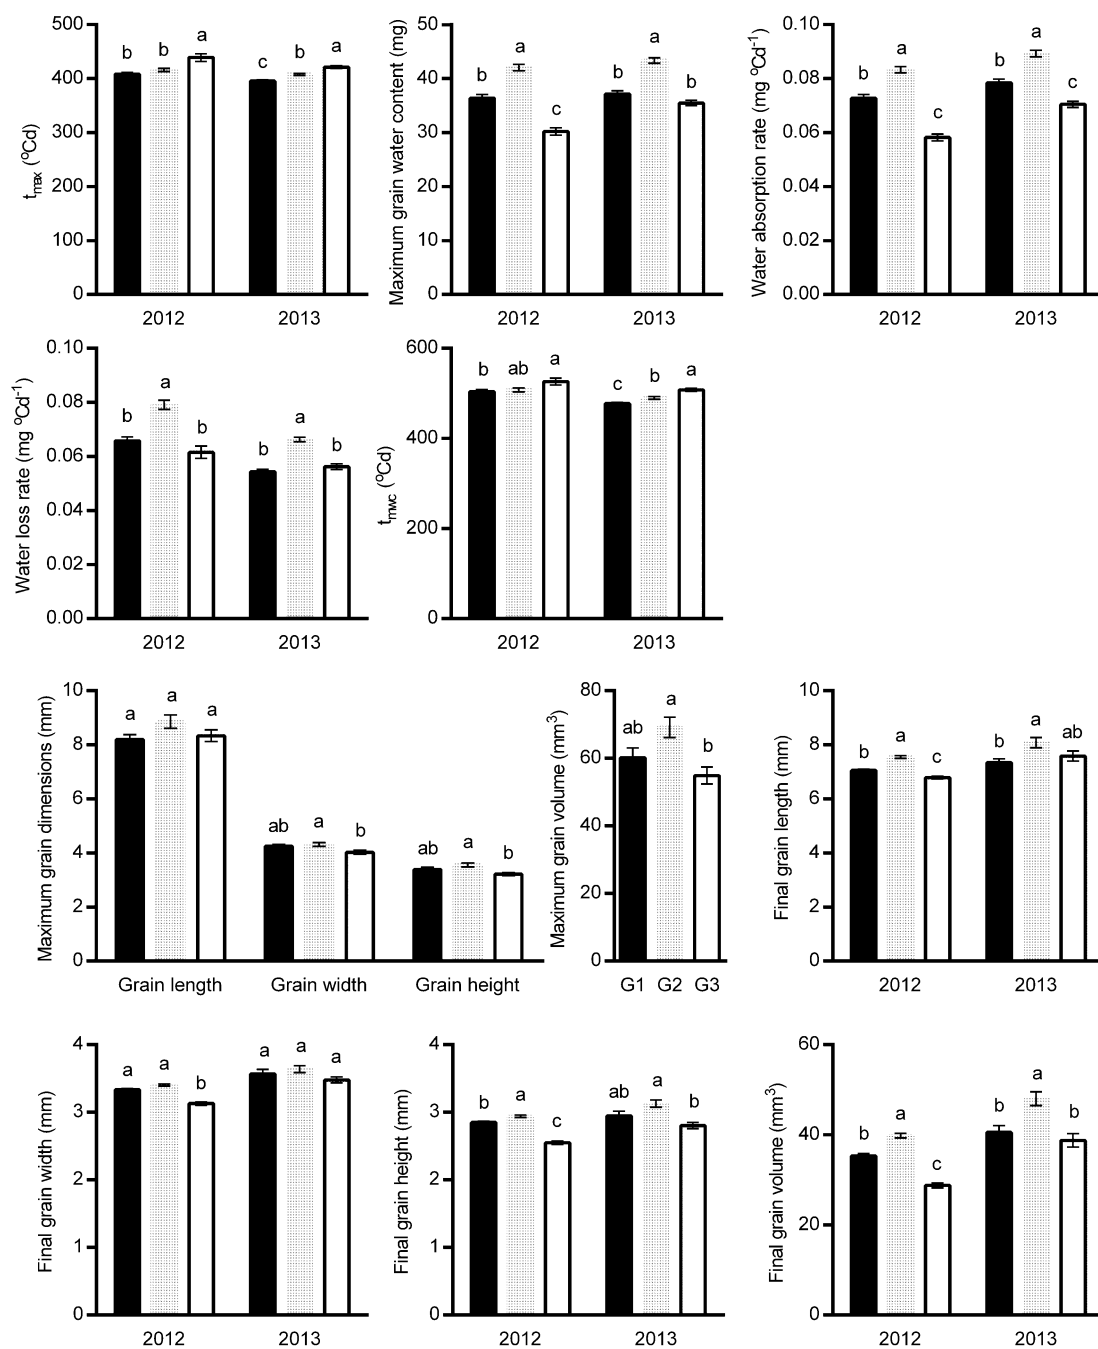 t_max (ºCd)
500
400
300
200
100
0
b b a c b a
2012 2013
Maximum grain water content (mg)
50
40
30
20
10
0
b a c b a b
2012 2013
Water absorption rate (mg ºCd-1)
0.10
0.08
0.06
0.04
0.02
0.00
b a c b a c
2012 2013
Water loss rate (mg ºCd-1)
0.10
0.08
0.06
0.04
0.02
0.00
b a b b a b
2012 2013
t_mwc (ºCd)
600
400
200
0
b ab a c b a
2012 2013
Maximum grain dimensions (mm)
10
8
6
4
2
0
a a a ab a b ab a b
Grain length Grain width Grain height
Maximum grain volume (mm3)
80
60
40
20
0
ab a b
G1 G2 G3
Final grain length (mm)
10
8
6
4
2
0
b a c b a ab
2012 2013
Final grain width (mm)
4
3
2
1
0
a a b a a a
2012 2013
Final grain height (mm)
4
3
2
1
0
b a c ab a b
2012 2013
Final grain volume (mm3)
60
40
20
0
b a c b a b
2012 2013